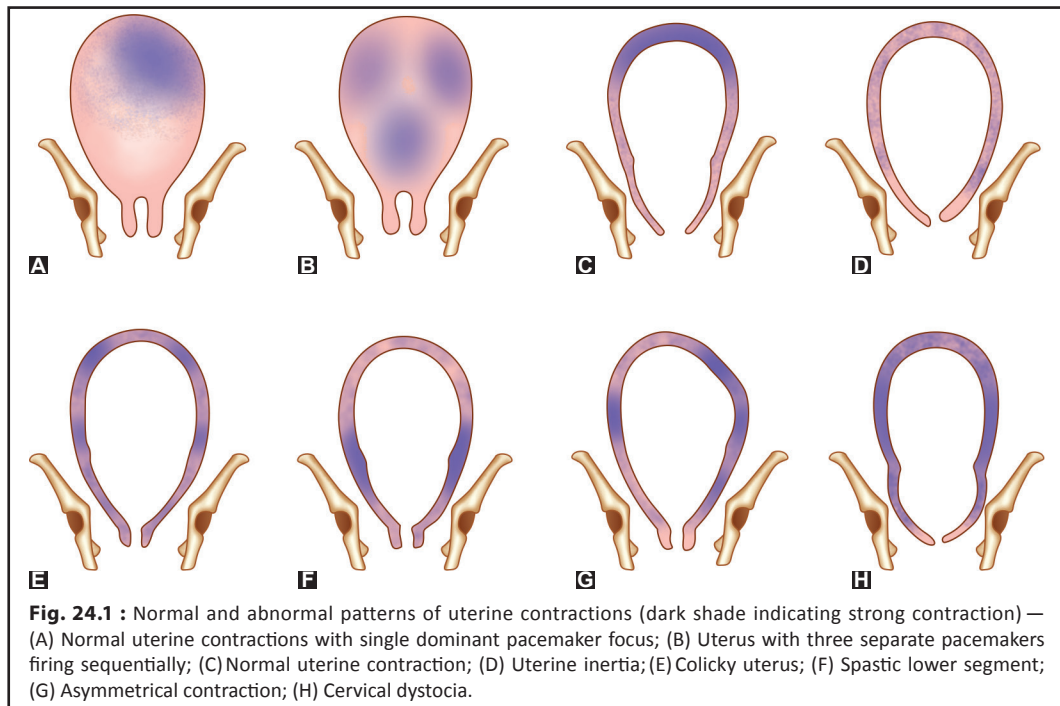 A
B
C
D
E
F
G
H
Fig. 24.1 : Normal and abnormal patterns of uterine contractions (dark shade indicating strong contraction) —
(A) Normal uterine contractions with single dominant pacemaker focus; (B) Uterus with three separate pacemakers
firing sequentially; (C) Normal uterine contraction; (D) Uterine inertia; (E) Colicky uterus; (F) Spastic lower segment;
(G) Asymmetrical contraction; (H) Cervical dystocia.